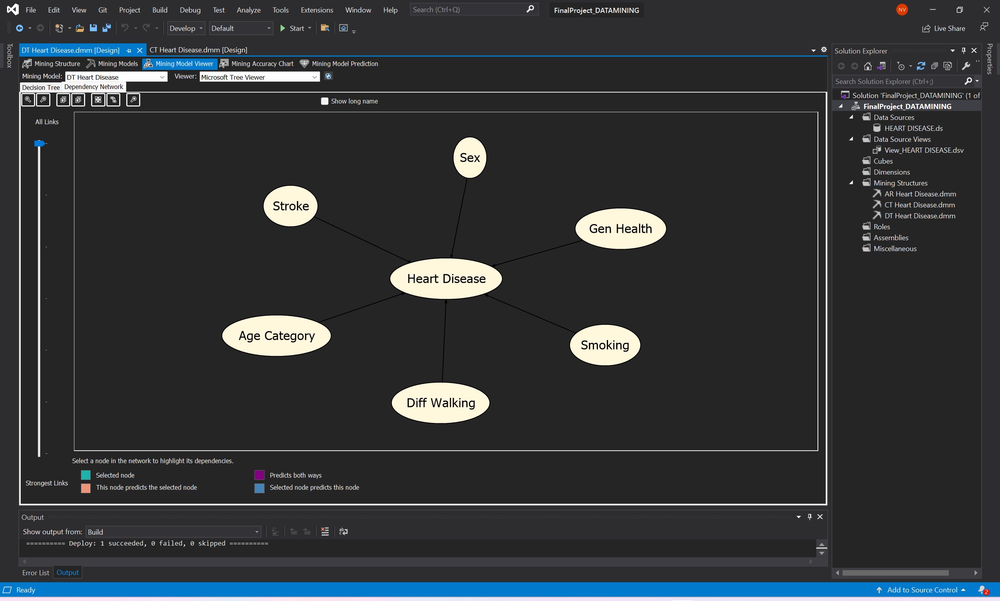 File Edit View Git Project Build Debug Test Analyze Tools Extensions Window Help Search (Ctrl+Q) FinalProject_DATAMINING NV
Develop Default Start Live Share
Toolbox
DT Heart Disease.dmm [Design] CT Heart Disease.dmm [Design]
Mining Structure Mining Models Mining Model Viewer Mining Accuracy Chart Mining Model Prediction
Mining Model: DT Heart Disease Viewer: Microsoft Tree Viewer
Decision Tree Dependency Network
Show long name
All Links
Sex
Stroke
Gen Health
Heart Disease
Age Category
Smoking
Diff Walking
Select a node in the network to highlight its dependencies.
Selected node Predicts both ways
Strongest Links
This node predicts the selected node Selected node predicts this node
Output
Show output from: Build
========== Deploy: 1 succeeded, 0 failed, 0 skipped ==========
Error List Output
Solution Explorer
Search Solution Explorer (Ctrl+;)
Solution 'FinalProject_DATAMINING' (1 of
FinalProject_DATAMINING
Data Sources
HEART DISEASE.ds
Data Source Views
View_HEART DISEASE.dsv
Cubes
Dimensions
Mining Structures
AR Heart Disease.dmm
CT Heart Disease.dmm
DT Heart Disease.dmm
Roles
Assemblies
Miscellaneous
Properties
Ready Add to Source Control 2